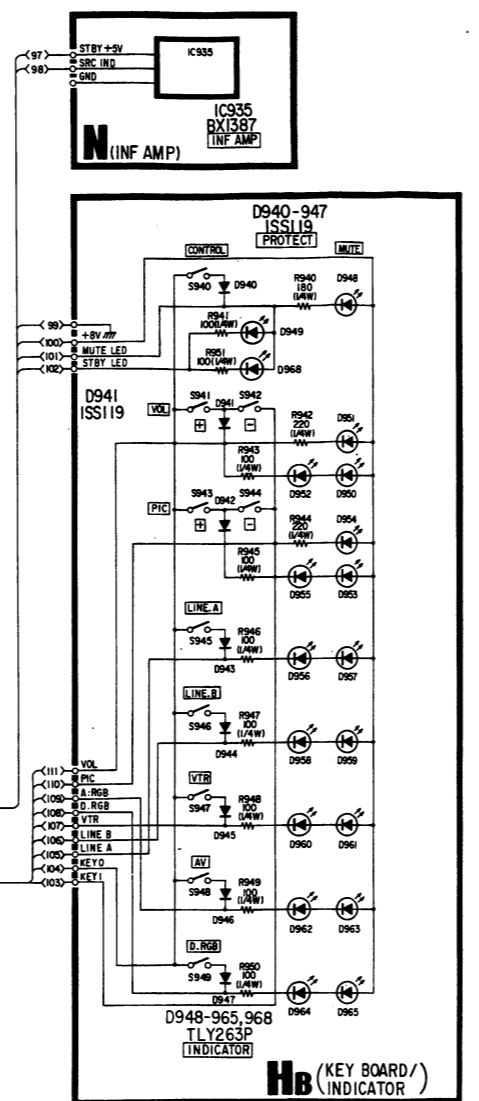 (97) STBY +5V
(98) SRC IND
GND
IC935
IC935
BX1387
INF AMP
N (INF AMP)
D940-947
1SS119
PROTECT
CONTROL
MUTE
S940
D940
R940
180
(1/4W)
D948
R941
100(1/4W)
D949
(99)
(100) +8V
(101) MUTE LED
(102) STBY LED
R951
100(1/4W)
D968
D941
1SS119
VOL
S941
D941
S942
+
−
R942
220
(1/4W)
D951
R943
100
(1/4W)
D952
D950
PIC
S943
D942
S944
+
−
R944
220
(1/4W)
D954
R945
100
(1/4W)
D955
D953
LINE.A
S945
D943
R946
100
(1/4W)
D956
D957
LINE.B
S946
D944
R947
100
(1/4W)
D958
D959
(111) VOL
(110) PIC
(109) A:RGB
(108) D.RGB
(107) VTR
(106) LINE B
(105) LINE A
(104) KEY0
(103) KEY1
VTR
S947
D945
R948
100
(1/4W)
D960
D961
AV
S948
D946
R949
100
(1/4W)
D962
D963
D.RGB
S949
D947
R950
100
(1/4W)
D964
D965
D948-965,968
TLY263P
INDICATOR
HB (KEY BOARD/
INDICATOR)